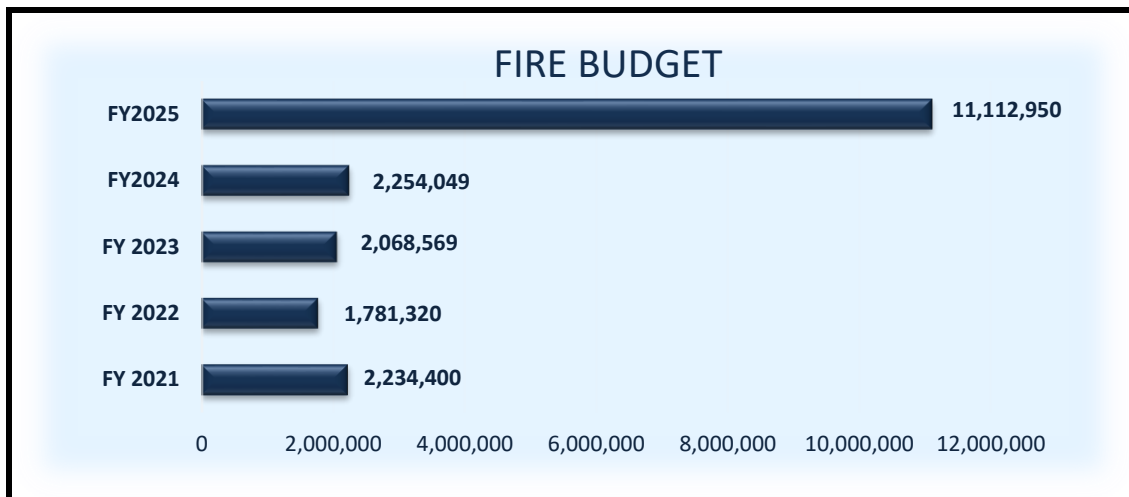 FIRE BUDGET
FY2025 11,112,950
FY2024 2,254,049
FY 2023 2,068,569
FY 2022 1,781,320
FY 2021 2,234,400
0 2,000,000 4,000,000 6,000,000 8,000,000 10,000,000 12,000,000